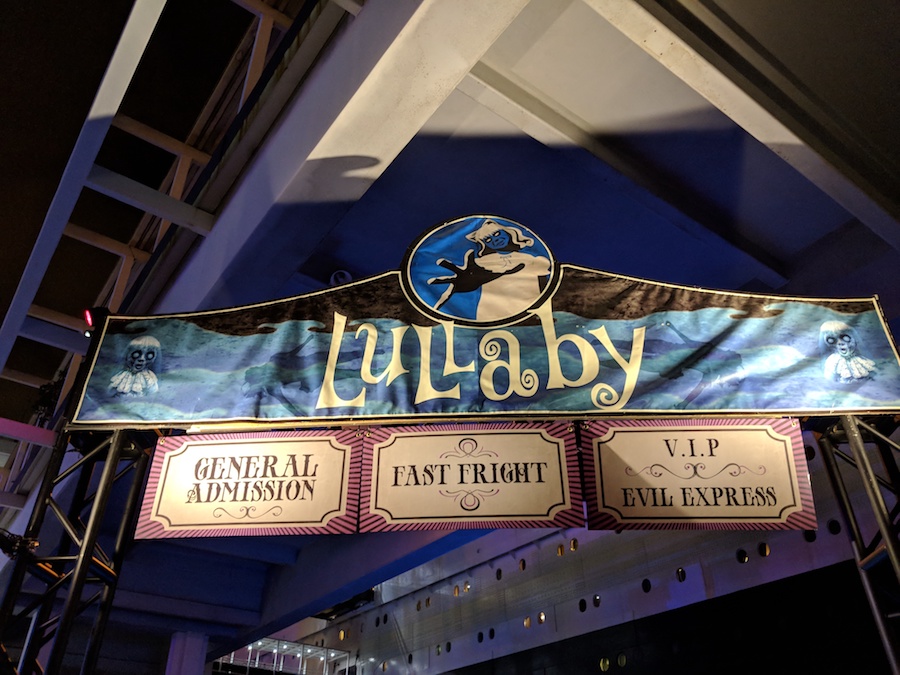 Lullaby
GENERAL
ADMISSION
FAST FRIGHT
V.I.P
EVIL EXPRESS